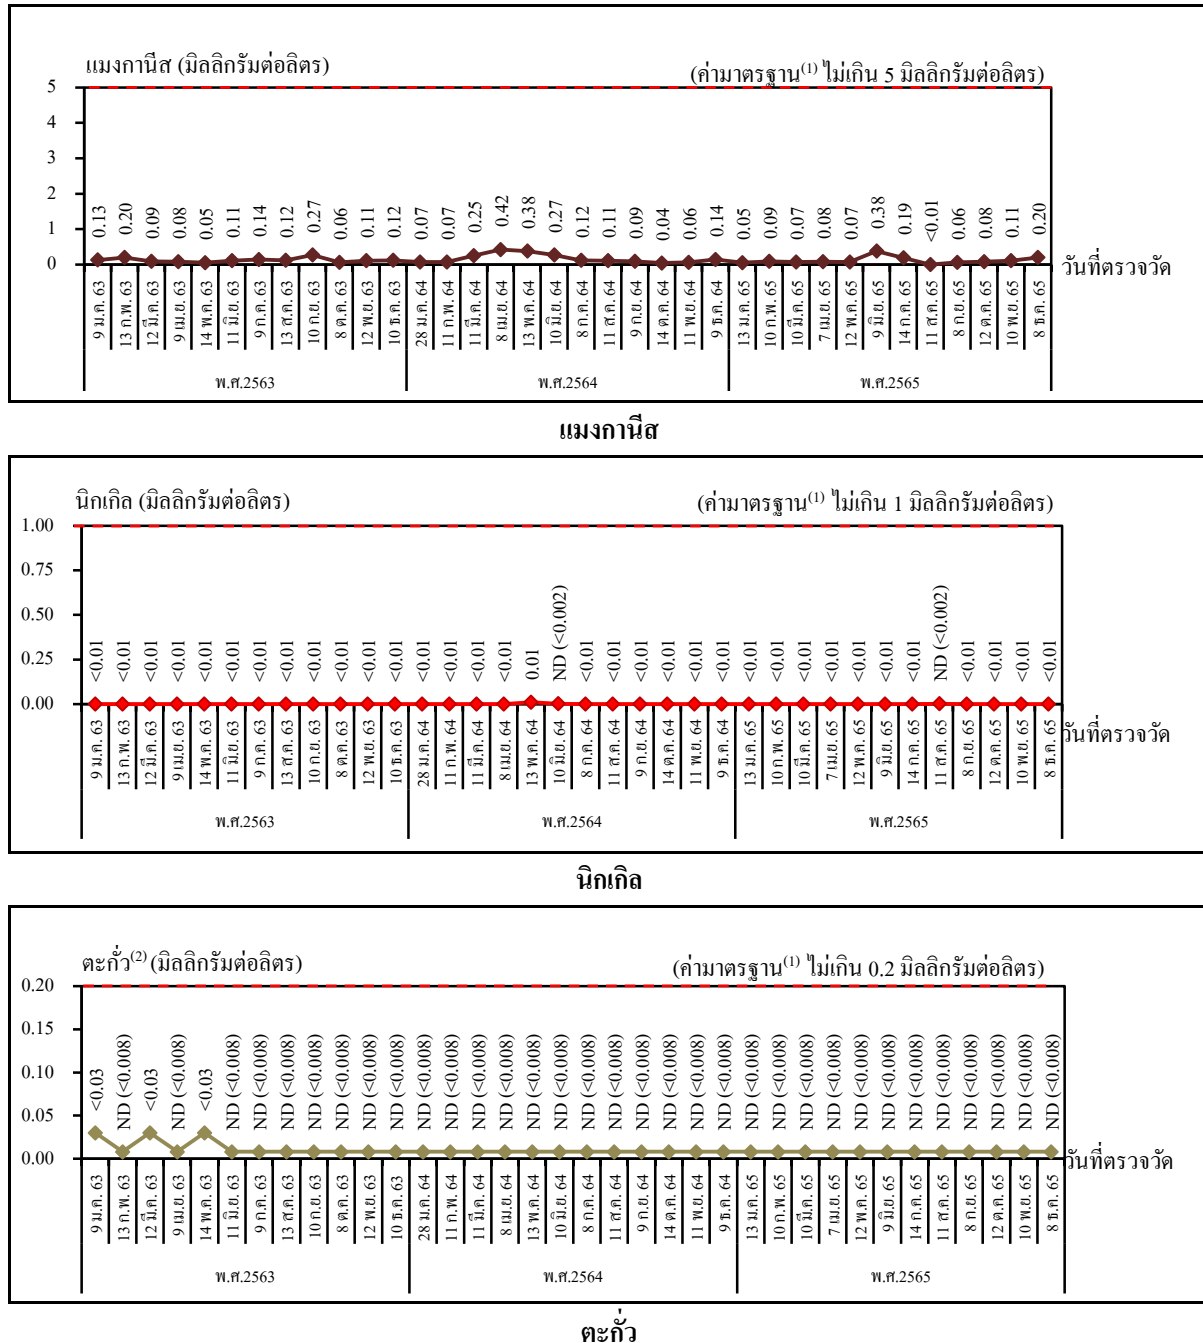 แมงกานีส (มิลลิกรัมต่อลิตร) (ค่ามาตรฐาน(1) ไม่เกิน 5 มิลลิกรัมต่อลิตร)
5
4
3
2
1
0
0.13 0.20 0.09 0.08 0.05 0.11 0.14 0.12 0.27 0.06 0.11 0.12 0.07 0.07 0.25 0.42 0.38 0.27 0.12 0.11 0.09 0.04 0.06 0.14 0.05 0.09 0.07 0.08 0.07 0.38 0.19 <0.01 0.06 0.08 0.11 0.20
วันที่ตรวจวัด
9 ม.ค. 63 13 ก.พ. 63 12 มี.ค. 63 9 เม.ย. 63 14 พ.ค. 63 11 มิ.ย. 63 9 ก.ค. 63 13 ส.ค. 63 10 ก.ย. 63 8 ต.ค. 63 12 พ.ย. 63 10 ธ.ค. 63 28 ม.ค. 64 11 ก.พ. 64 11 มี.ค. 64 8 เม.ย. 64 13 พ.ค. 64 10 มิ.ย. 64 8 ก.ค. 64 11 ส.ค. 64 9 ก.ย. 64 14 ต.ค. 64 11 พ.ย. 64 9 ธ.ค. 64 13 ม.ค. 65 10 ก.พ. 65 10 มี.ค. 65 7 เม.ย. 65 12 พ.ค. 65 9 มิ.ย. 65 14 ก.ค. 65 11 ส.ค. 65 8 ก.ย. 65 12 ต.ค. 65 10 พ.ย. 65 8 ธ.ค. 65
พ.ศ.2563 พ.ศ.2564 พ.ศ.2565
แมงกานีส
นิกเกิล (มิลลิกรัมต่อลิตร) (ค่ามาตรฐาน(1) ไม่เกิน 1 มิลลิกรัมต่อลิตร)
1.00
0.75
0.50
0.25
0.00
<0.01 <0.01 <0.01 <0.01 <0.01 <0.01 <0.01 <0.01 <0.01 <0.01 <0.01 <0.01 <0.01 <0.01 <0.01 <0.01 0.01 ND (<0.002) <0.01 <0.01 <0.01 <0.01 <0.01 <0.01 <0.01 <0.01 <0.01 <0.01 <0.01 <0.01 <0.01 ND (<0.002) <0.01 <0.01 <0.01 <0.01
วันที่ตรวจวัด
9 ม.ค. 63 13 ก.พ. 63 12 มี.ค. 63 9 เม.ย. 63 14 พ.ค. 63 11 มิ.ย. 63 9 ก.ค. 63 13 ส.ค. 63 10 ก.ย. 63 8 ต.ค. 63 12 พ.ย. 63 10 ธ.ค. 63 28 ม.ค. 64 11 ก.พ. 64 11 มี.ค. 64 8 เม.ย. 64 13 พ.ค. 64 10 มิ.ย. 64 8 ก.ค. 64 11 ส.ค. 64 9 ก.ย. 64 14 ต.ค. 64 11 พ.ย. 64 9 ธ.ค. 64 13 ม.ค. 65 10 ก.พ. 65 10 มี.ค. 65 7 เม.ย. 65 12 พ.ค. 65 9 มิ.ย. 65 14 ก.ค. 65 11 ส.ค. 65 8 ก.ย. 65 12 ต.ค. 65 10 พ.ย. 65 8 ธ.ค. 65
พ.ศ.2563 พ.ศ.2564 พ.ศ.2565
นิกเกิล
ตะกั่ว(2) (มิลลิกรัมต่อลิตร) (ค่ามาตรฐาน(1) ไม่เกิน 0.2 มิลลิกรัมต่อลิตร)
0.20
0.15
0.10
0.05
0.00
<0.03 ND (<0.008) <0.03 ND (<0.008) <0.03 ND (<0.008) ND (<0.008) ND (<0.008) ND (<0.008) ND (<0.008) ND (<0.008) ND (<0.008) ND (<0.008) ND (<0.008) ND (<0.008) ND (<0.008) ND (<0.008) ND (<0.008) ND (<0.008) ND (<0.008) ND (<0.008) ND (<0.008) ND (<0.008) ND (<0.008) ND (<0.008) ND (<0.008) ND (<0.008) ND (<0.008) ND (<0.008) ND (<0.008) ND (<0.008) ND (<0.008) ND (<0.008) ND (<0.008) ND (<0.008) ND (<0.008)
วันที่ตรวจวัด
9 ม.ค. 63 13 ก.พ. 63 12 มี.ค. 63 9 เม.ย. 63 14 พ.ค. 63 11 มิ.ย. 63 9 ก.ค. 63 13 ส.ค. 63 10 ก.ย. 63 8 ต.ค. 63 12 พ.ย. 63 10 ธ.ค. 63 28 ม.ค. 64 11 ก.พ. 64 11 มี.ค. 64 8 เม.ย. 64 13 พ.ค. 64 10 มิ.ย. 64 8 ก.ค. 64 11 ส.ค. 64 9 ก.ย. 64 14 ต.ค. 64 11 พ.ย. 64 9 ธ.ค. 64 13 ม.ค. 65 10 ก.พ. 65 10 มี.ค. 65 7 เม.ย. 65 12 พ.ค. 65 9 มิ.ย. 65 14 ก.ค. 65 11 ส.ค. 65 8 ก.ย. 65 12 ต.ค. 65 10 พ.ย. 65 8 ธ.ค. 65
พ.ศ.2563 พ.ศ.2564 พ.ศ.2565
ตะกั่ว